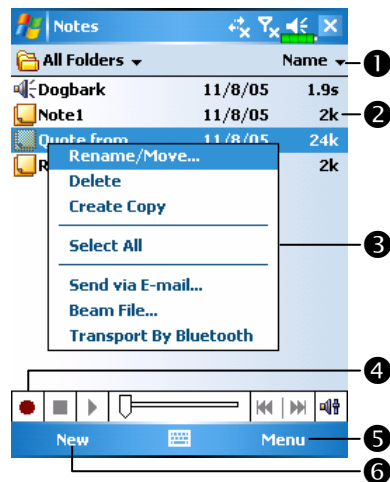 Notes
All Folders Name
Dogbark 11/8/05 1.9s
Note1 11/8/05 2k
Quote from 11/8/05 24k
R 2k
Rename/Move...
Delete
Create Copy
Select All
Send via E-mail...
Beam File...
Transport By Bluetooth
New Menu
1
2
3
4
5
6